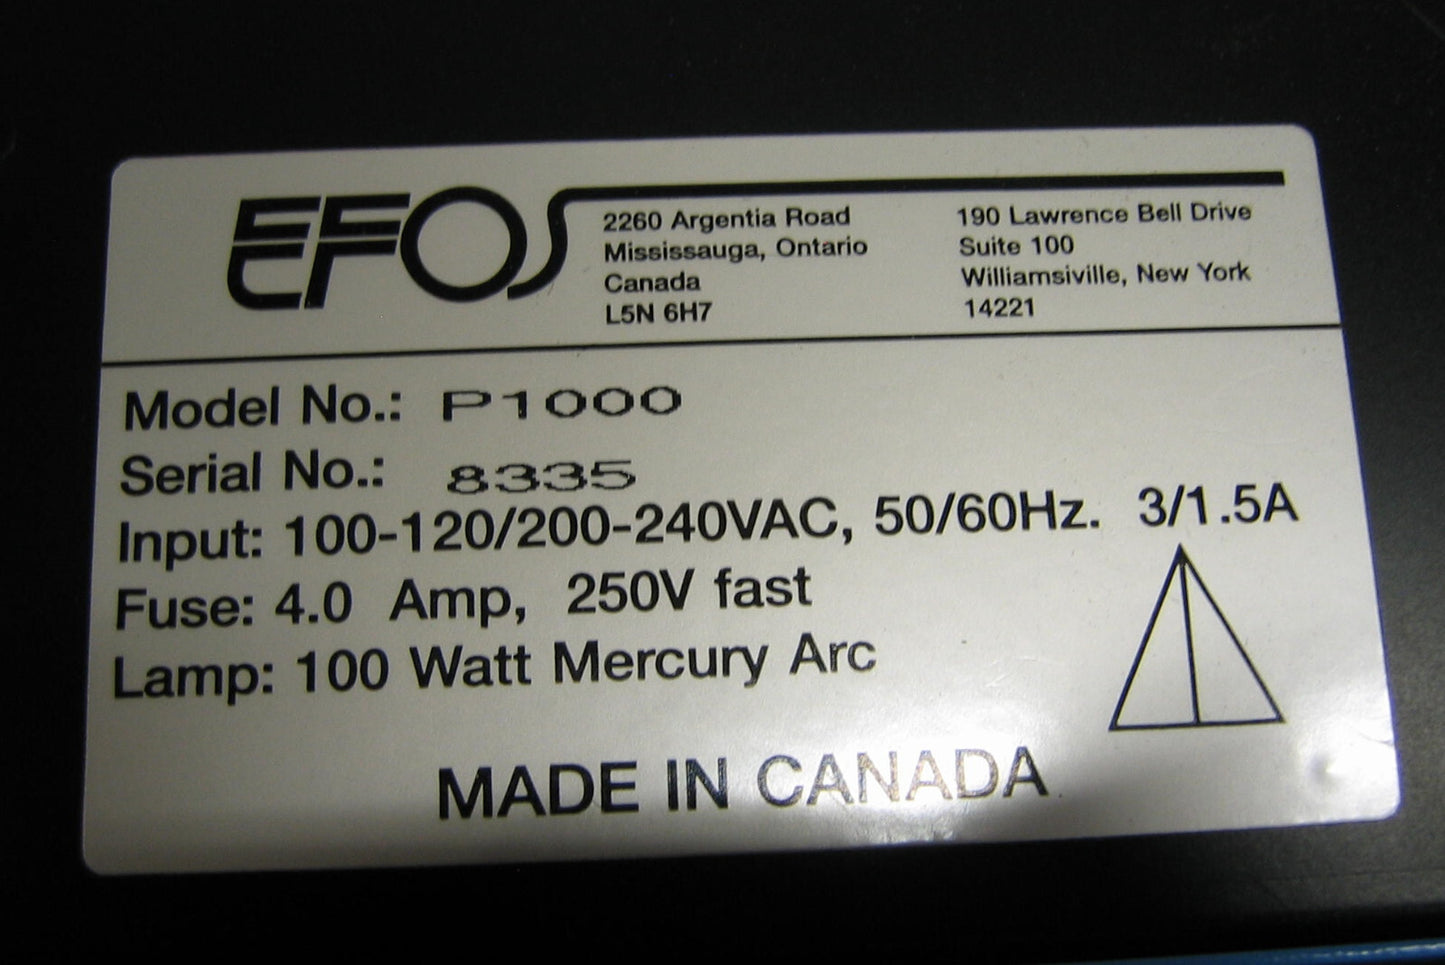 EFOS
2260 Argentia Road
Mississauga, Ontario
Canada
L5N 6H7
190 Lawrence Bell Drive
Suite 100
Williamsiville, New York
14221
Model No.: P1000
Serial No.: 8335
Input: 100-120/200-240VAC, 50/60Hz. 3/1.5A
Fuse: 4.0 Amp, 250V fast
Lamp: 100 Watt Mercury Arc
MADE IN CANADA